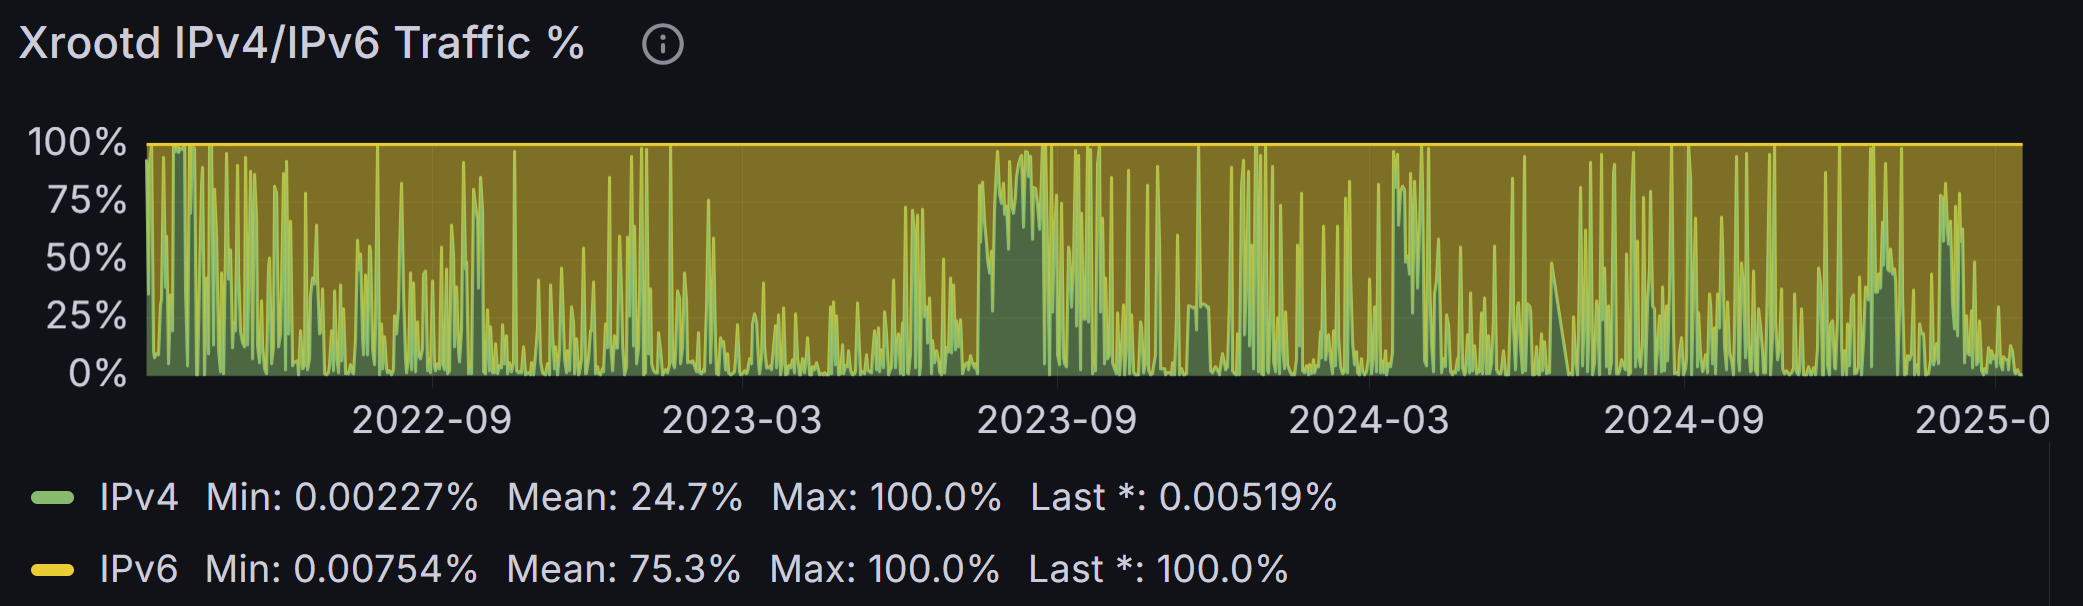 Xrootd IPv4/IPv6 Traffic %
100%
75%
50%
25%
0%
2022-09 2023-03 2023-09 2024-03 2024-09 2025-0
IPv4 Min: 0.00227% Mean: 24.7% Max: 100.0% Last *: 0.00519%
IPv6 Min: 0.00754% Mean: 75.3% Max: 100.0% Last *: 100.0%